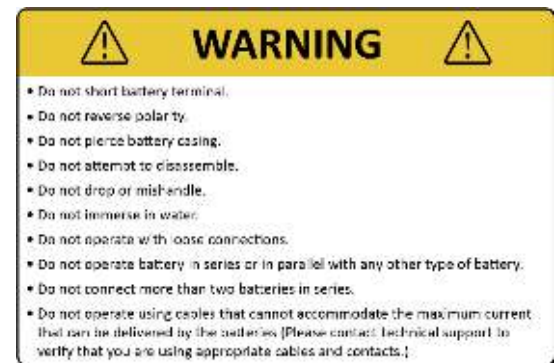 WARNING
• Do not short battery terminal.
• Do not reverse polarity.
• Do not pierce battery casing.
• Do not attempt to disassemble.
• Do not drop or mishandle.
• Do not immerse in water.
• Do not operate with loose connections.
• Do not operate battery in series or in parallel with any other type of battery.
• Do not connect more than two batteries in series.
• Do not operate using cables that cannot accommodate the maximum current
that can be delivered by the batteries (Please contact technical support to
verify that you are using appropriate cables and contacts.)